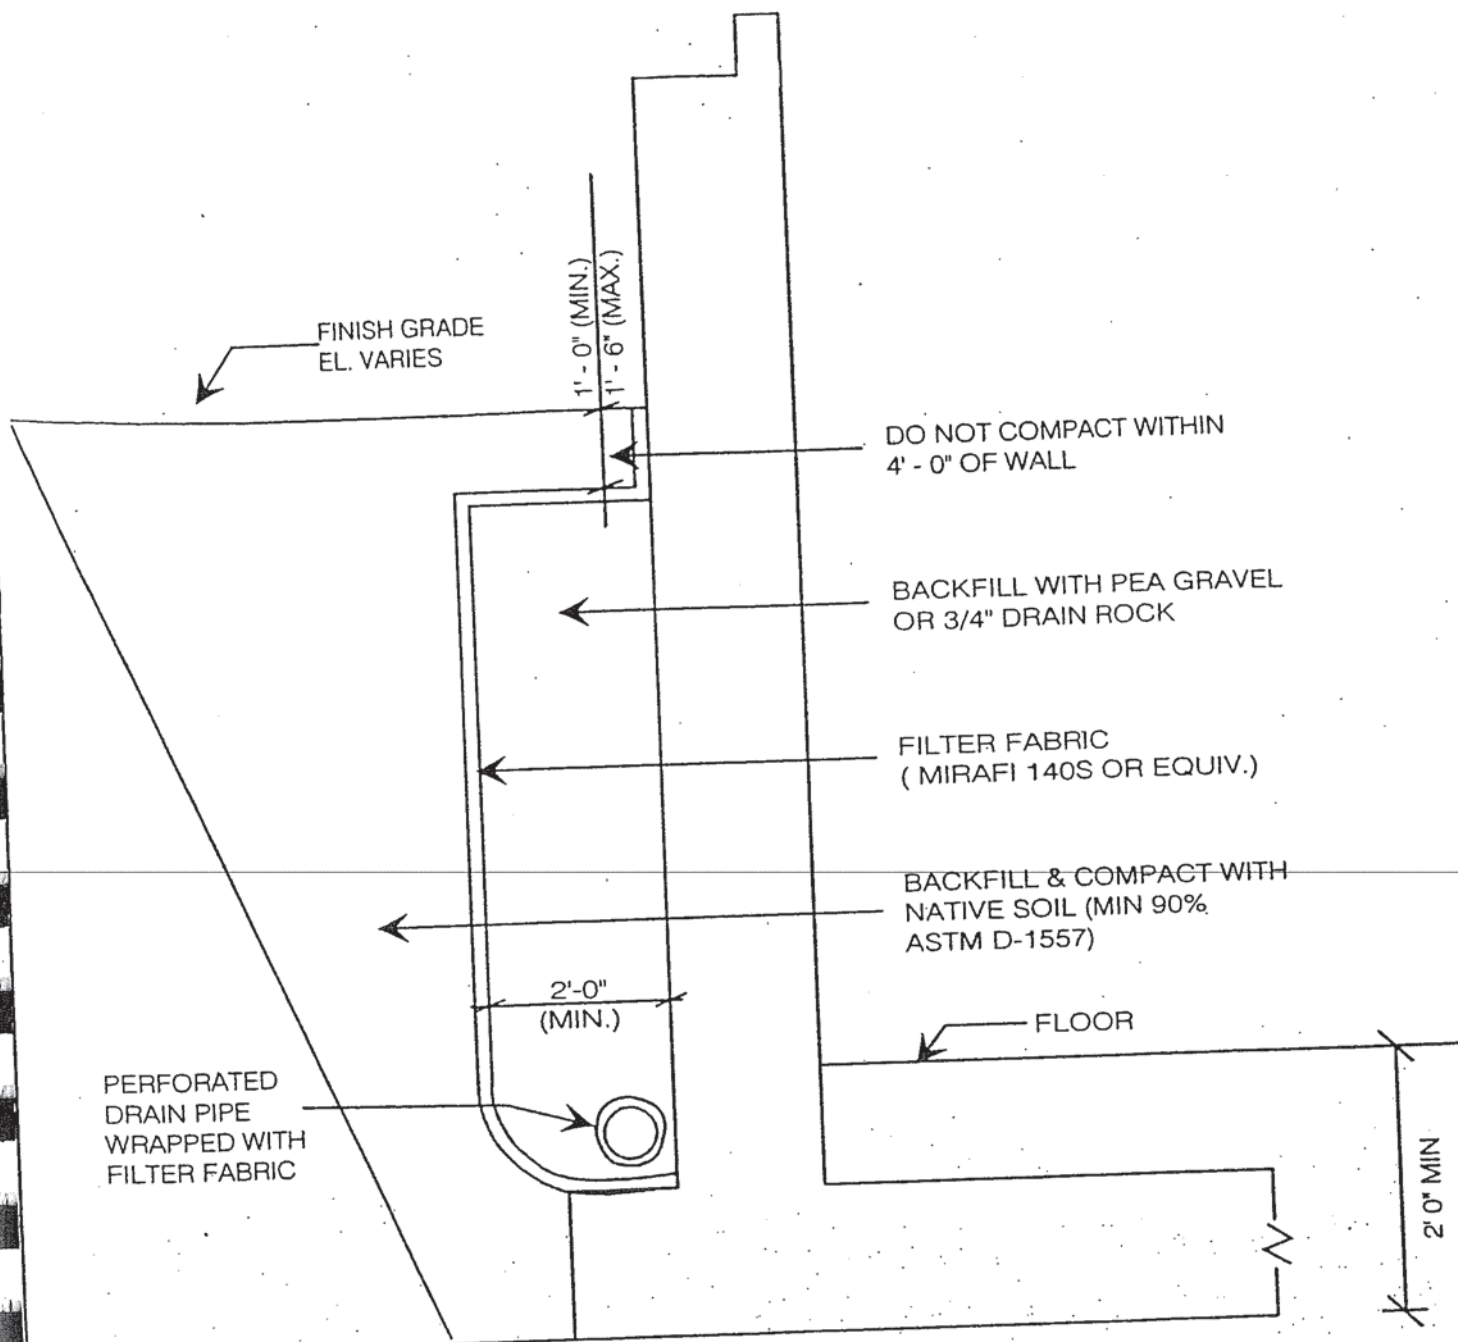 FINISH GRADE
EL. VARIES
1' - 0" (MIN.)
1' - 6" (MAX.)
DO NOT COMPACT WITHIN
4' - 0" OF WALL
BACKFILL WITH PEA GRAVEL
OR 3/4" DRAIN ROCK
FILTER FABRIC
( MIRAFI 140S OR EQUIV.)
BACKFILL & COMPACT WITH
NATIVE SOIL (MIN 90%
ASTM D-1557)
2'-0"
(MIN.)
FLOOR
PERFORATED
DRAIN PIPE
WRAPPED WITH
FILTER FABRIC
2' 0" MIN